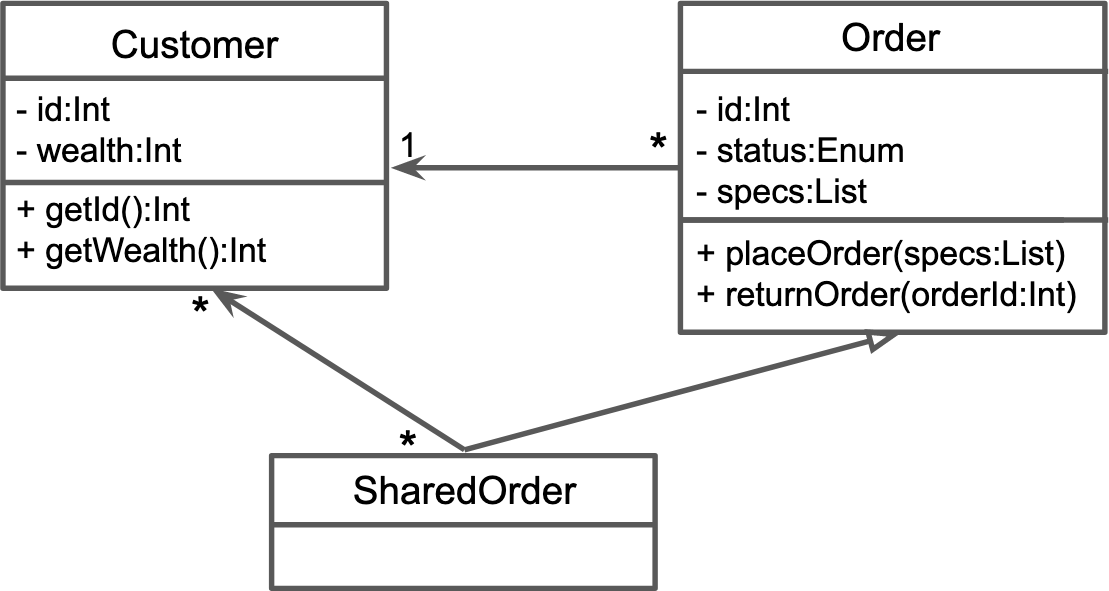 Customer
- id:Int
- wealth:Int
+ getId():Int
+ getWealth():Int
1
*
Order
- id:Int
- status:Enum
- specs:List
+ placeOrder(specs:List)
+ returnOrder(orderId:Int)
*
*
SharedOrder